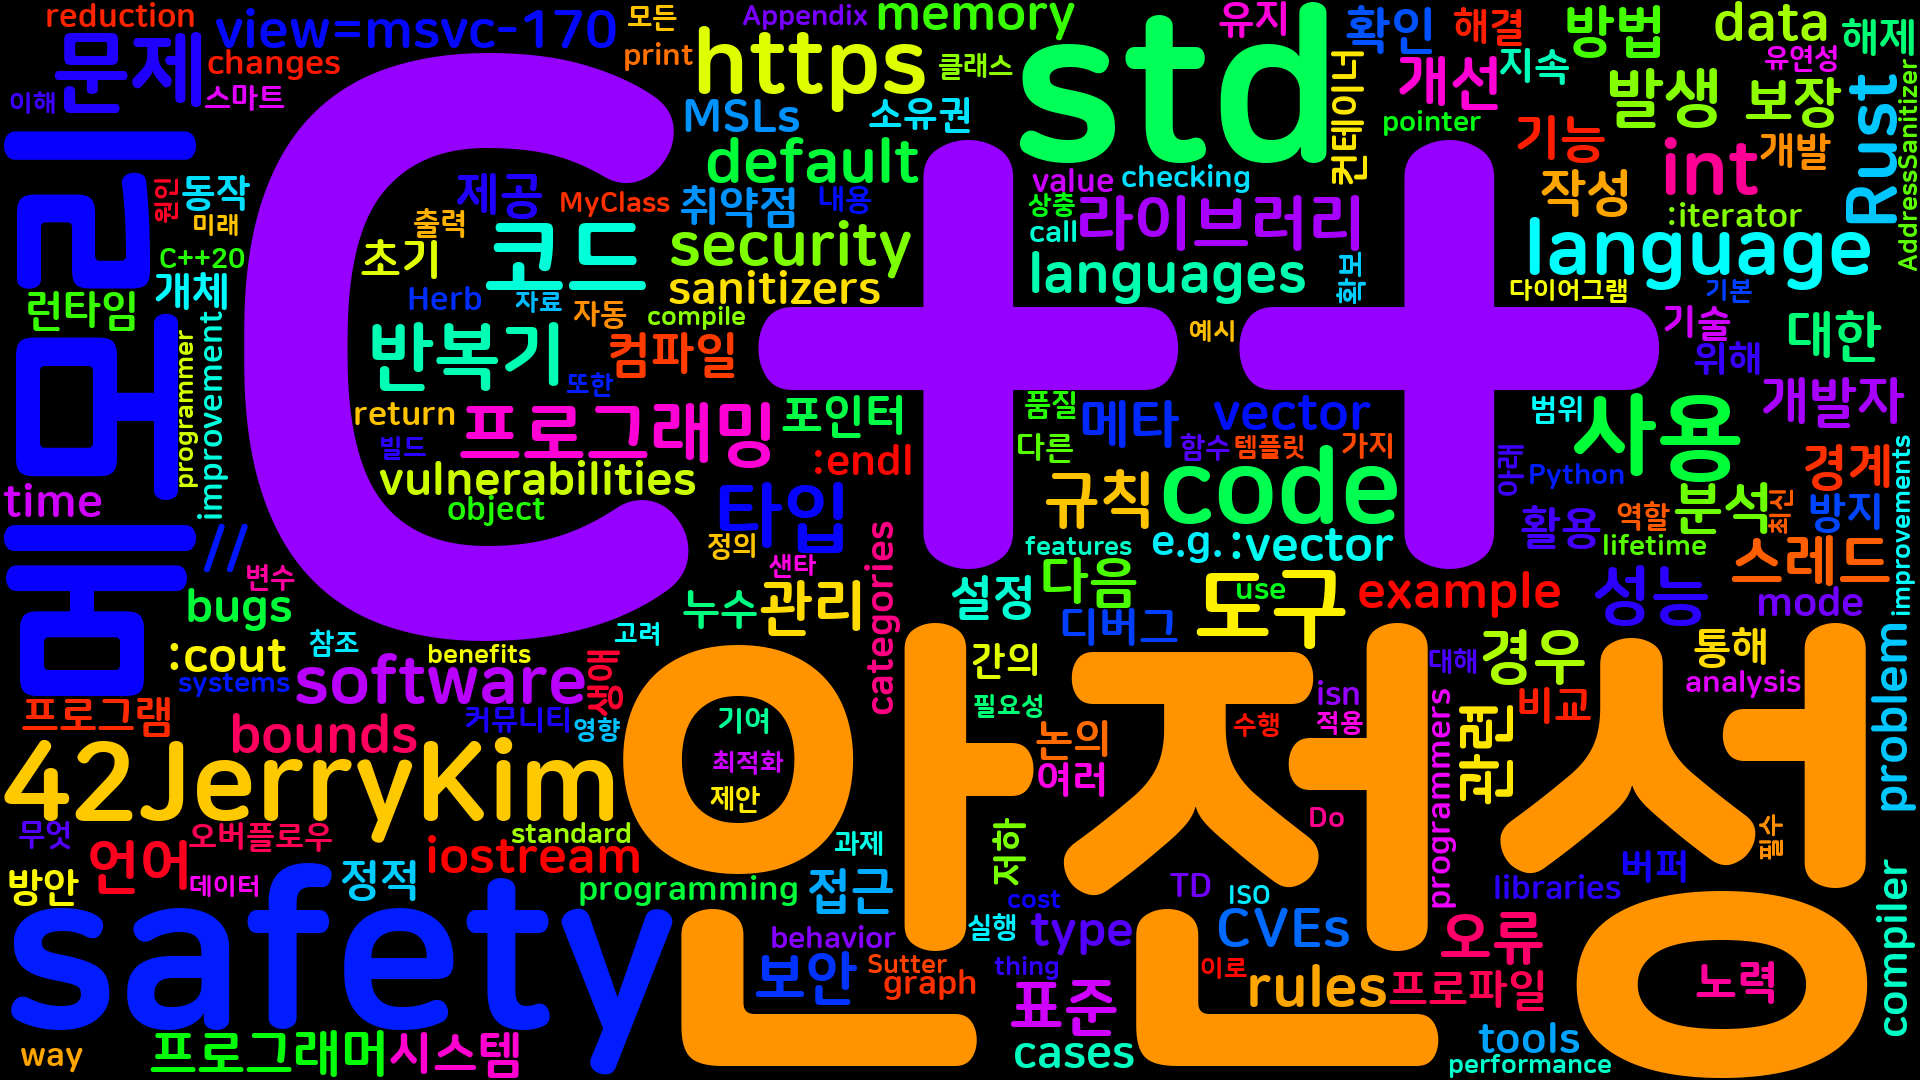 reduction
view=msvc-170
모든
Appendix
memory
유지
확인
해결
방법
data
해제
문제
changes
print
https
클래스
std
컨테이너
개선
지속
유연성
이해
스마트
MSLs
소유권
pointer
발생
보장
Rust
AddressSanitizer
C++
메모리
default
기능
int
개발
원인
동작
제공
MyClass
취약점
내용
value
checking
상충
라이브러리
작성
:iterator
미래
출력
코드
security
call
language
C++20
초기
languages
확보
런타임
개체
Herb
자료
자동
sanitizers
compile
다이어그램
기본
programmer
improvement
반복기
또한
컴파일
예시
기술
위해
대한
return
빌드
프로그래밍
포인터
:endl
품질
다른
메타
vector
함수
템플릿
가지
범위
사용
개발자
아래
Python
경계
improvements
time
vulnerabilities
object
타입
규칙
code
분석
최신
방지
//
정의
categories
features
e.g.
:vector
활용
역할
lifetime
스레드
변수
bugs
샌타
누수
관리
설정
다음
도구
use
example
성능
mode
:cout
참조
고려
benefits
생애
간의
디버그
경우
대해
통해
problem
systems
software
필요성
isn
analysis
프로그램
bounds
커뮤니티
영향
기여
안전성
논의
수행
적용
programmers
관련
비교
42JerryKim
최적화
제안
여러
Do
무엇
오버플로우
standard
과제
저하
필수
방안
언어
데이터
정적
iostream
programming
접근
cost
TD
ISO
libraries
버퍼
compiler
safety
behavior
실행
type
CVEs
오류
보안
Sutter
graph
thing
표준
이로
rules
프로파일
노력
way
프로그래머
시스템
cases
tools
performance